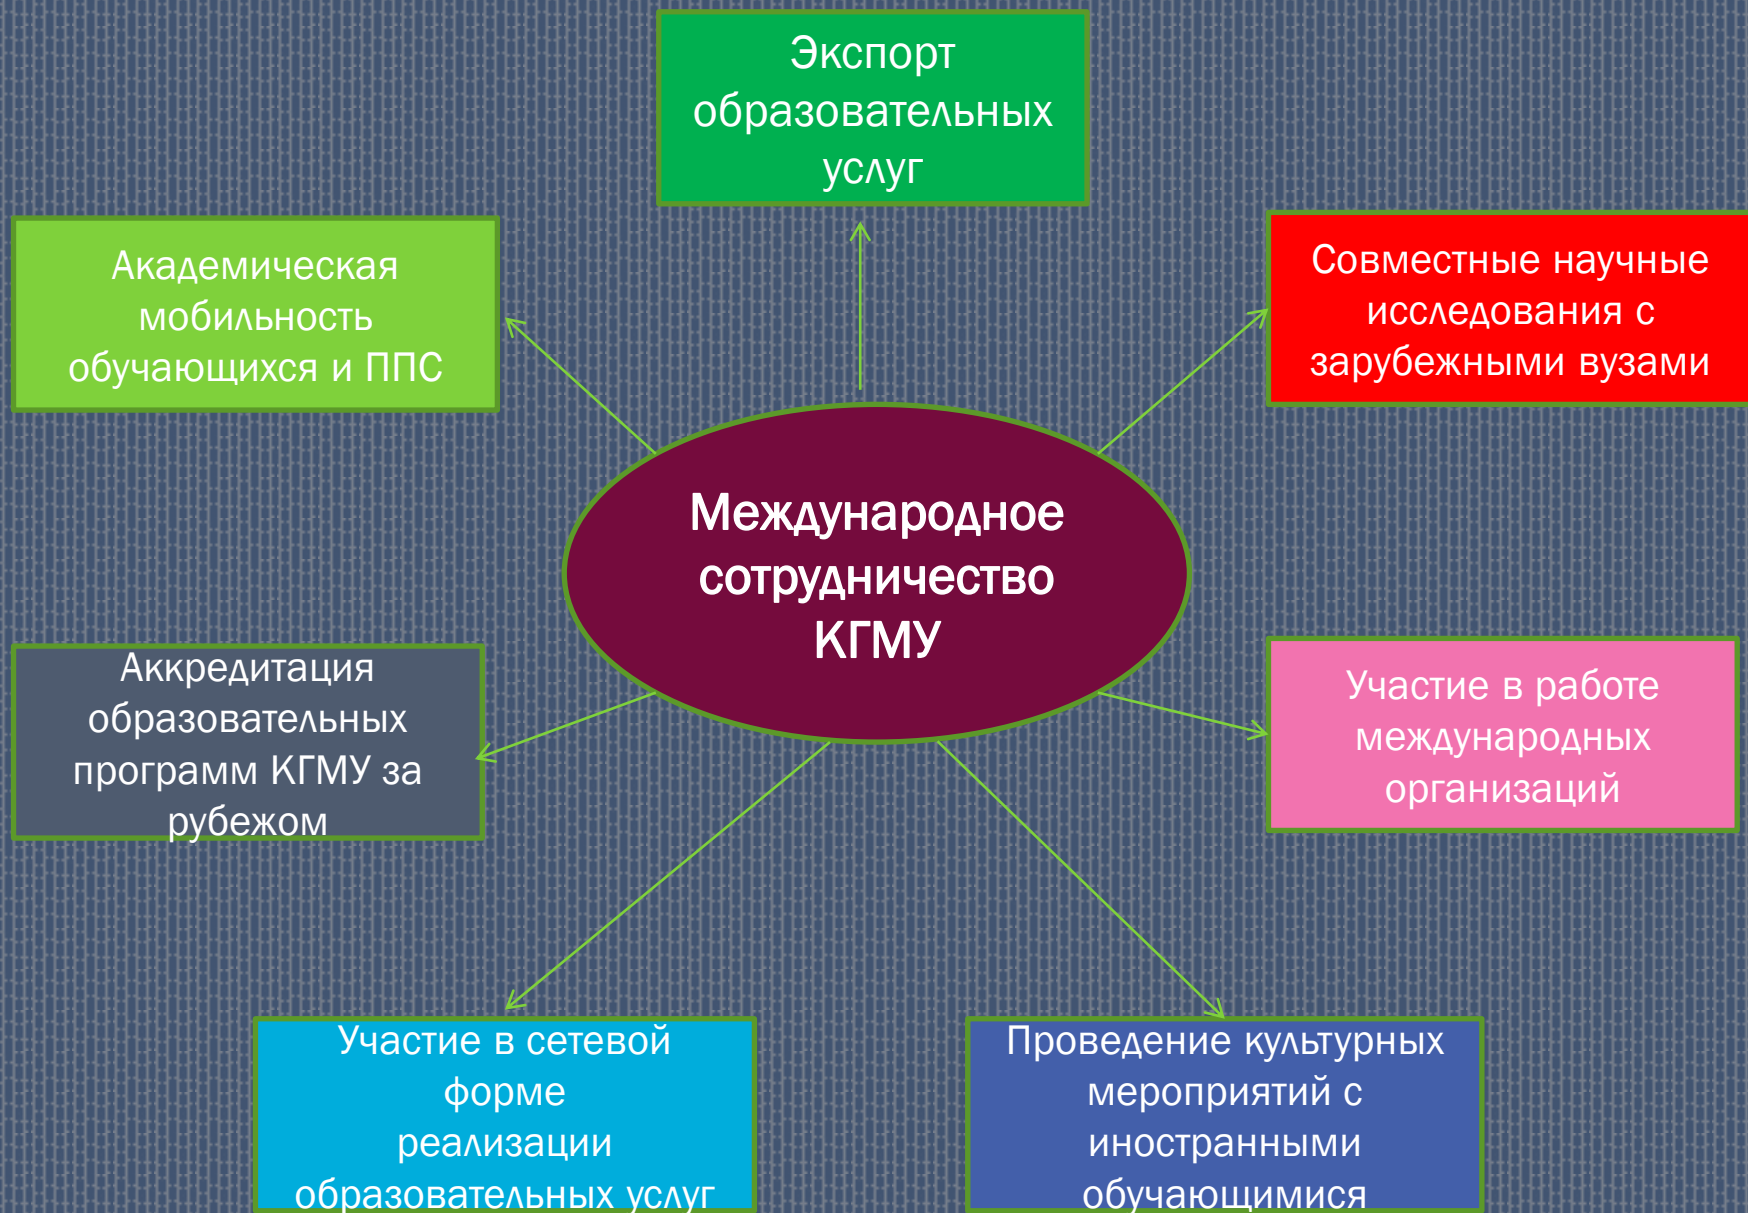 Экспорт
образовательных
услуг
Академическая
мобильность
обучающихся и ППС
Совместные научные
исследования с
зарубежными вузами
Международное
сотрудничество
КГМУ
Аккредитация
образовательных
программ КГМУ за
рубежом
Участие в работе
международных
организаций
Участие в сетевой
форме
реализации
образовательных услуг
Проведение культурных
мероприятий с
иностранными
обучающимися